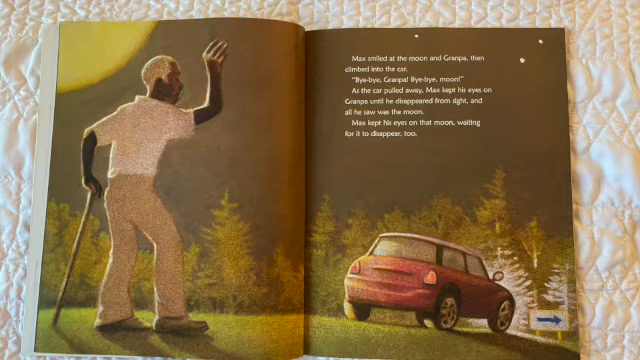 Max smiled at the moon and Granpa, then
climbed into the car.
"Bye-bye, Granpa! Bye-bye, moon!"
As the car pulled away, Max kept his eyes on
Granpa until he disappeared from sight, and
all he saw was the moon.
Max kept his eyes on that moon, waiting
for it to disappear, too.